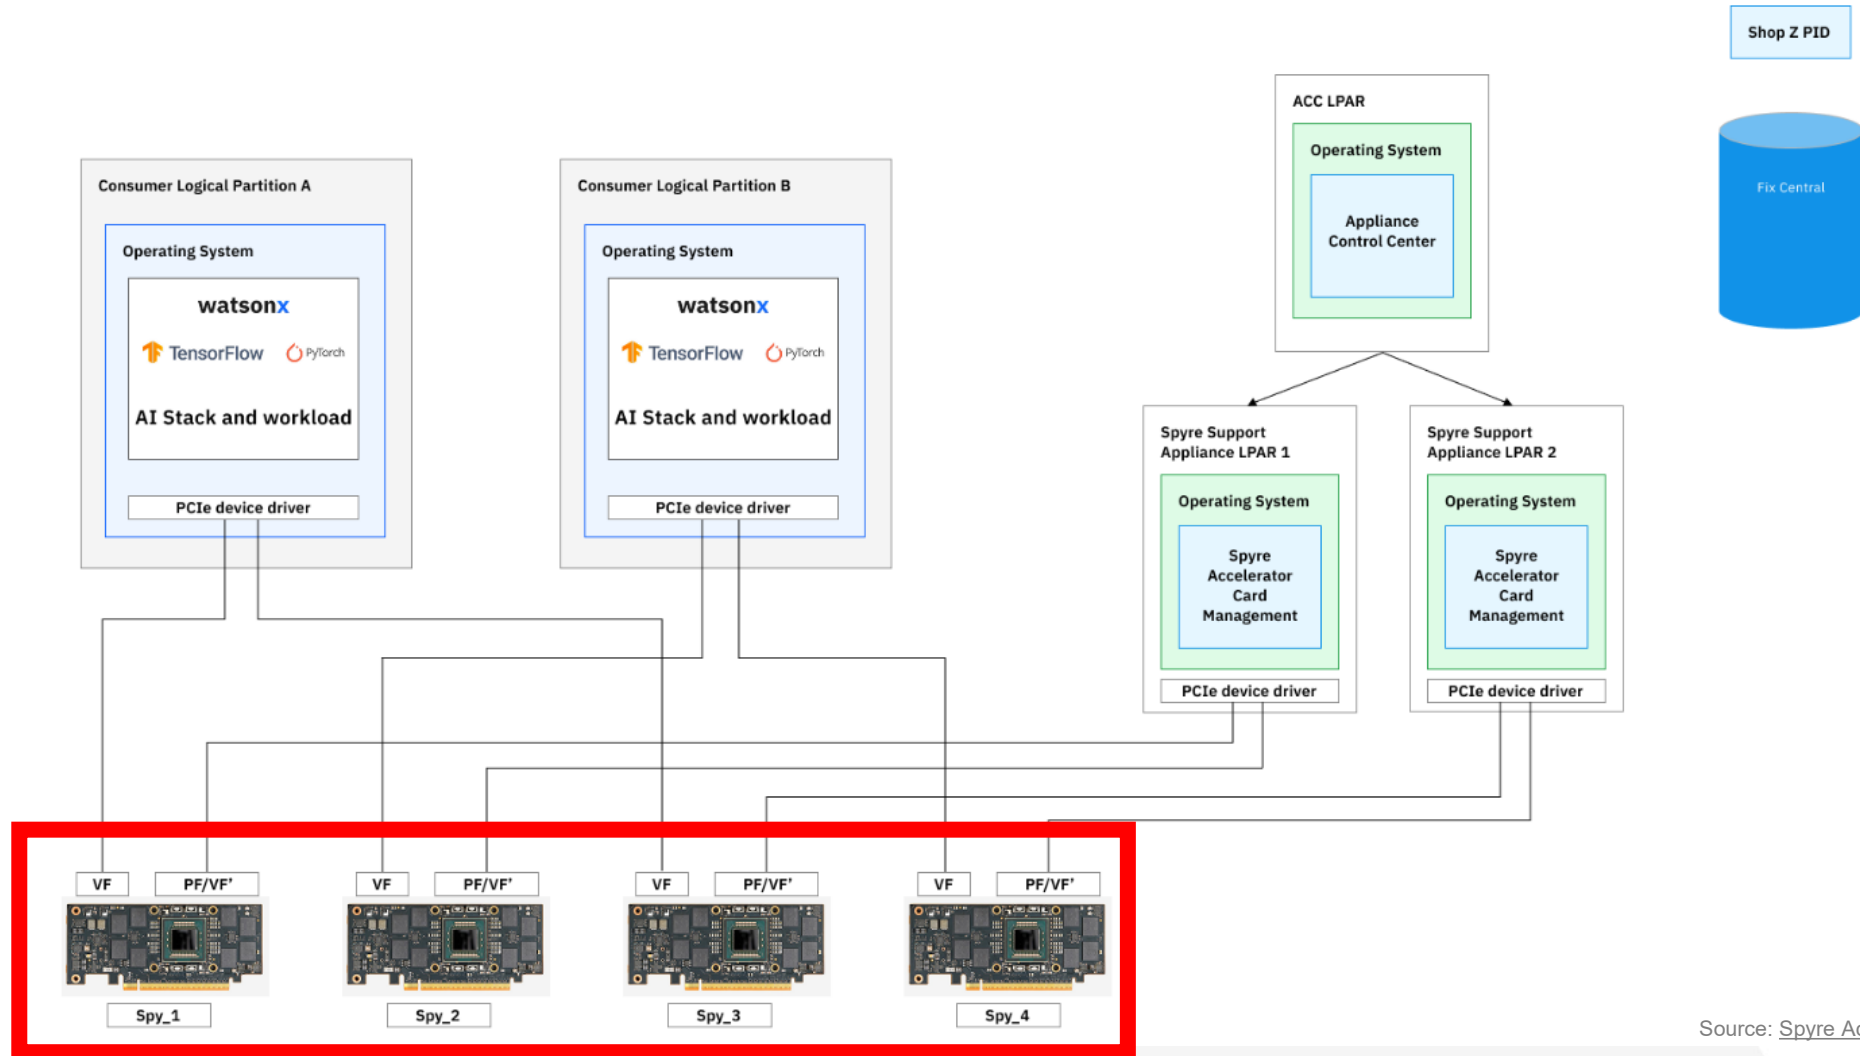 Shop Z PID
Fix Central
ACC LPAR
Operating System
Appliance
Control Center
Consumer Logical Partition A
Operating System
watsonx
TensorFlow
PyTorch
AI Stack and workload
PCIe device driver
Consumer Logical Partition B
Operating System
watsonx
TensorFlow
PyTorch
AI Stack and workload
PCIe device driver
Spyre Support
Appliance LPAR 1
Operating System
Spyre
Accelerator
Card
Management
PCIe device driver
Spyre Support
Appliance LPAR 2
Operating System
Spyre
Accelerator
Card
Management
PCIe device driver
VF
PF/VF'
VF
PF/VF'
VF
PF/VF'
VF
PF/VF'
Spy_1
Spy_2
Spy_3
Spy_4
Source: Spyre